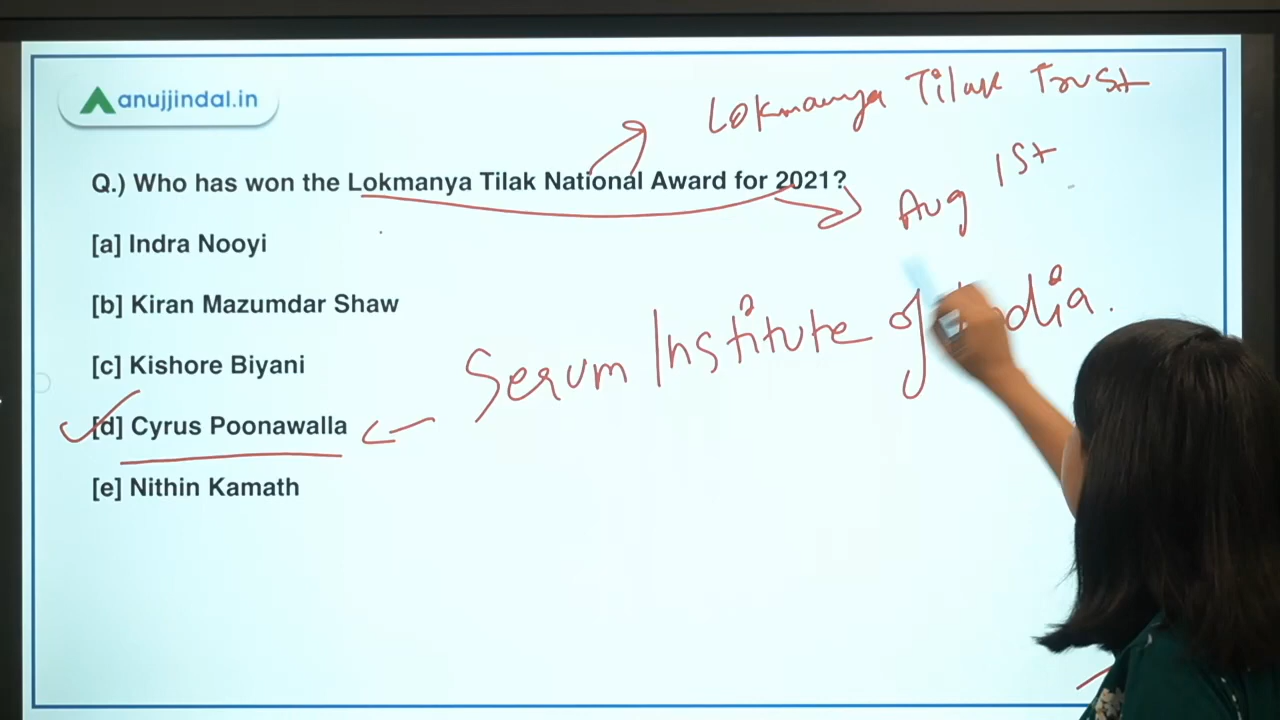 anujjindal.in
Lokmanya Tilak Trust
Q.) Who has won the Lokmanya Tilak National Award for 2021?
Aug 1st
[a] Indra Nooyi
[b] Kiran Mazumdar Shaw
Serum Institute of India.
[c] Kishore Biyani
[d] Cyrus Poonawalla
[e] Nithin Kamath